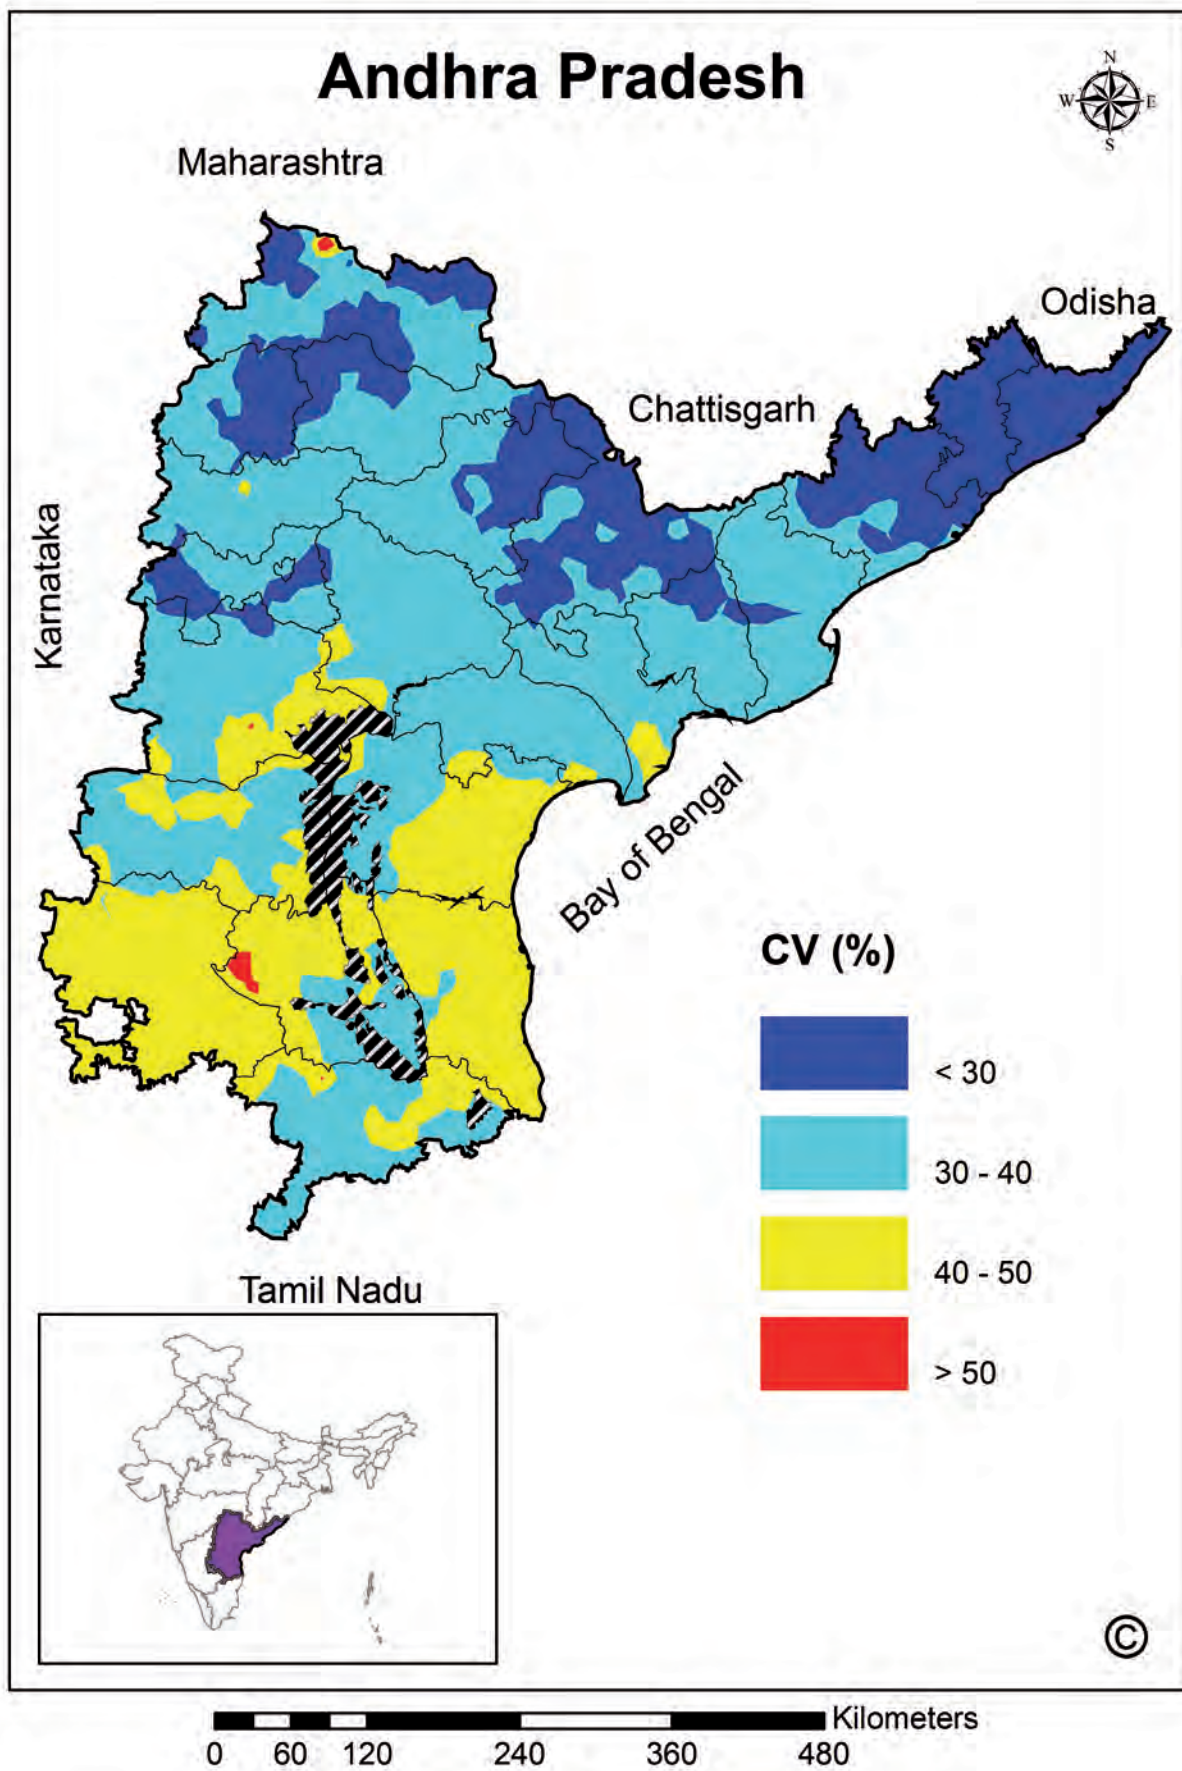 Andhra Pradesh
N
W E
S
Maharashtra
Odisha
Chattisgarh
Karnataka
Bay of Bengal
CV (%)
< 30
30 - 40
40 - 50
> 50
Tamil Nadu
©
Kilometers
0 60 120 240 360 480